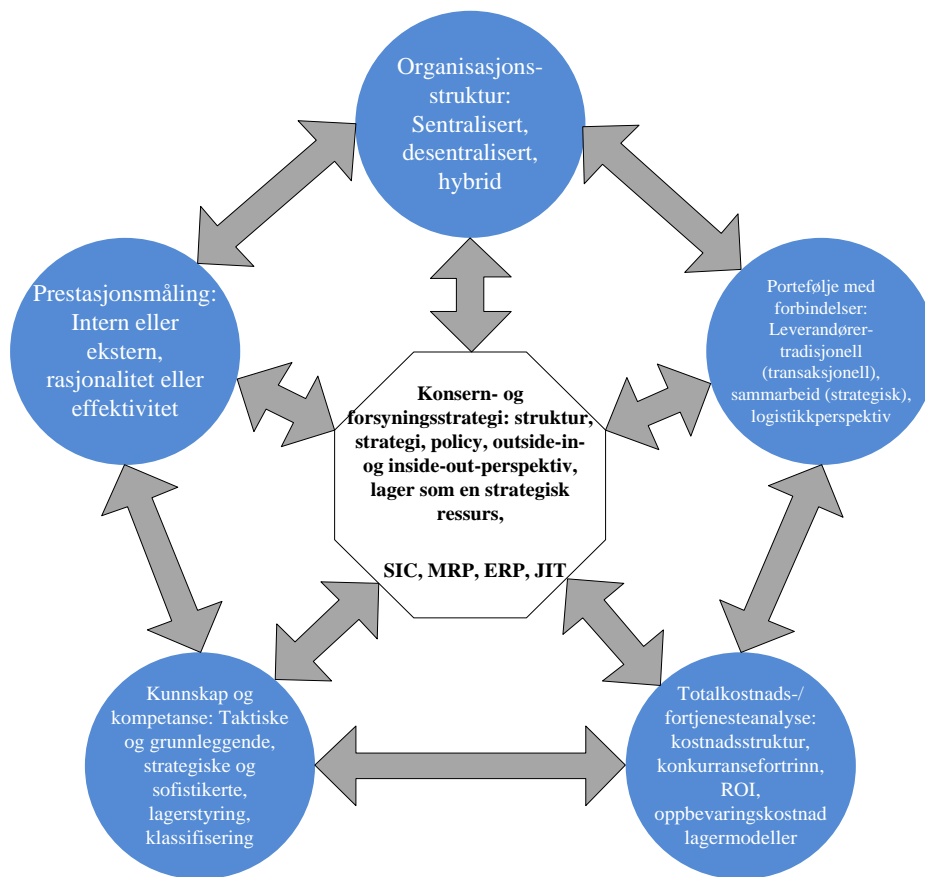 Organisasjons-
struktur:
Sentralisert,
desentralisert,
hybrid
Prestasjonsmåling:
Intern eller
ekstern,
rasjonalitet eller
effektivitet
Portefølje med
forbindelser:
Leverandører-
tradisjonell
(transaksjonell),
sammarbeid (strategisk),
logistikkperspektiv
Konsern- og
forsyningsstrategi: struktur,
strategi, policy, outside-in-
og inside-out-perspektiv,
lager som en strategisk
ressurs,
SIC, MRP, ERP, JIT
Kunnskap og
kompetanse: Taktiske
og grunnleggende,
strategiske og
sofistikerte,
lagerstyring,
klassifisering
Totalkostnads-/
fortjenesteanalyse:
kostnadsstruktur,
konkurransefortrinn,
ROI,
oppbevaringskostnad
lagermodeller